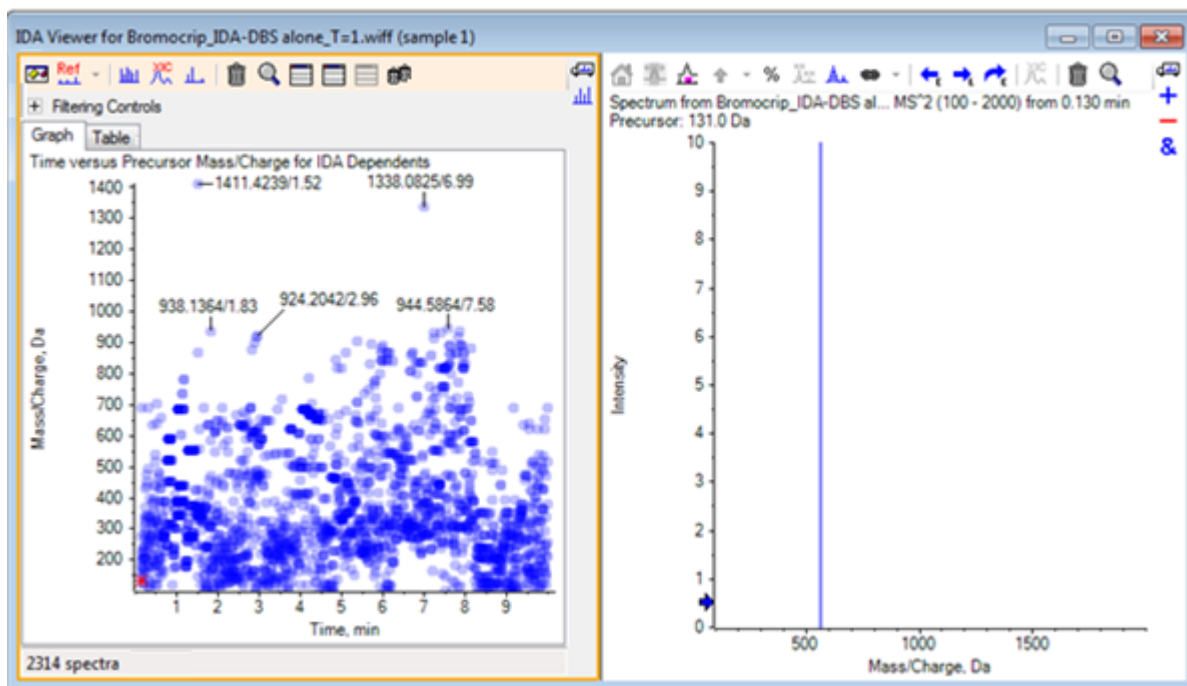 IDA Viewer for Bromocrip_IDA-DBS alone_T=1.wiff (sample 1)
Ref
XIC
Filtering Controls
Graph
Table
Time versus Precursor Mass/Charge for IDA Dependents
1411.4239/1.52
1338.0825/6.99
938.1364/1.83
924.2042/2.96
944.5864/7.58
Mass/Charge, Da
1400
1300
1200
1100
1000
900
800
700
600
500
400
300
200
1 2 3 4 5 6 7 8 9
Time, min
2314 spectra
%
XIC
&
Spectrum from Bromocrip_IDA-DBS al... MS^2 (100 - 2000) from 0.130 min
Precursor: 131.0 Da
Intensity
10
9
8
7
6
5
4
3
2
1
0
500 1000 1500
Mass/Charge, Da